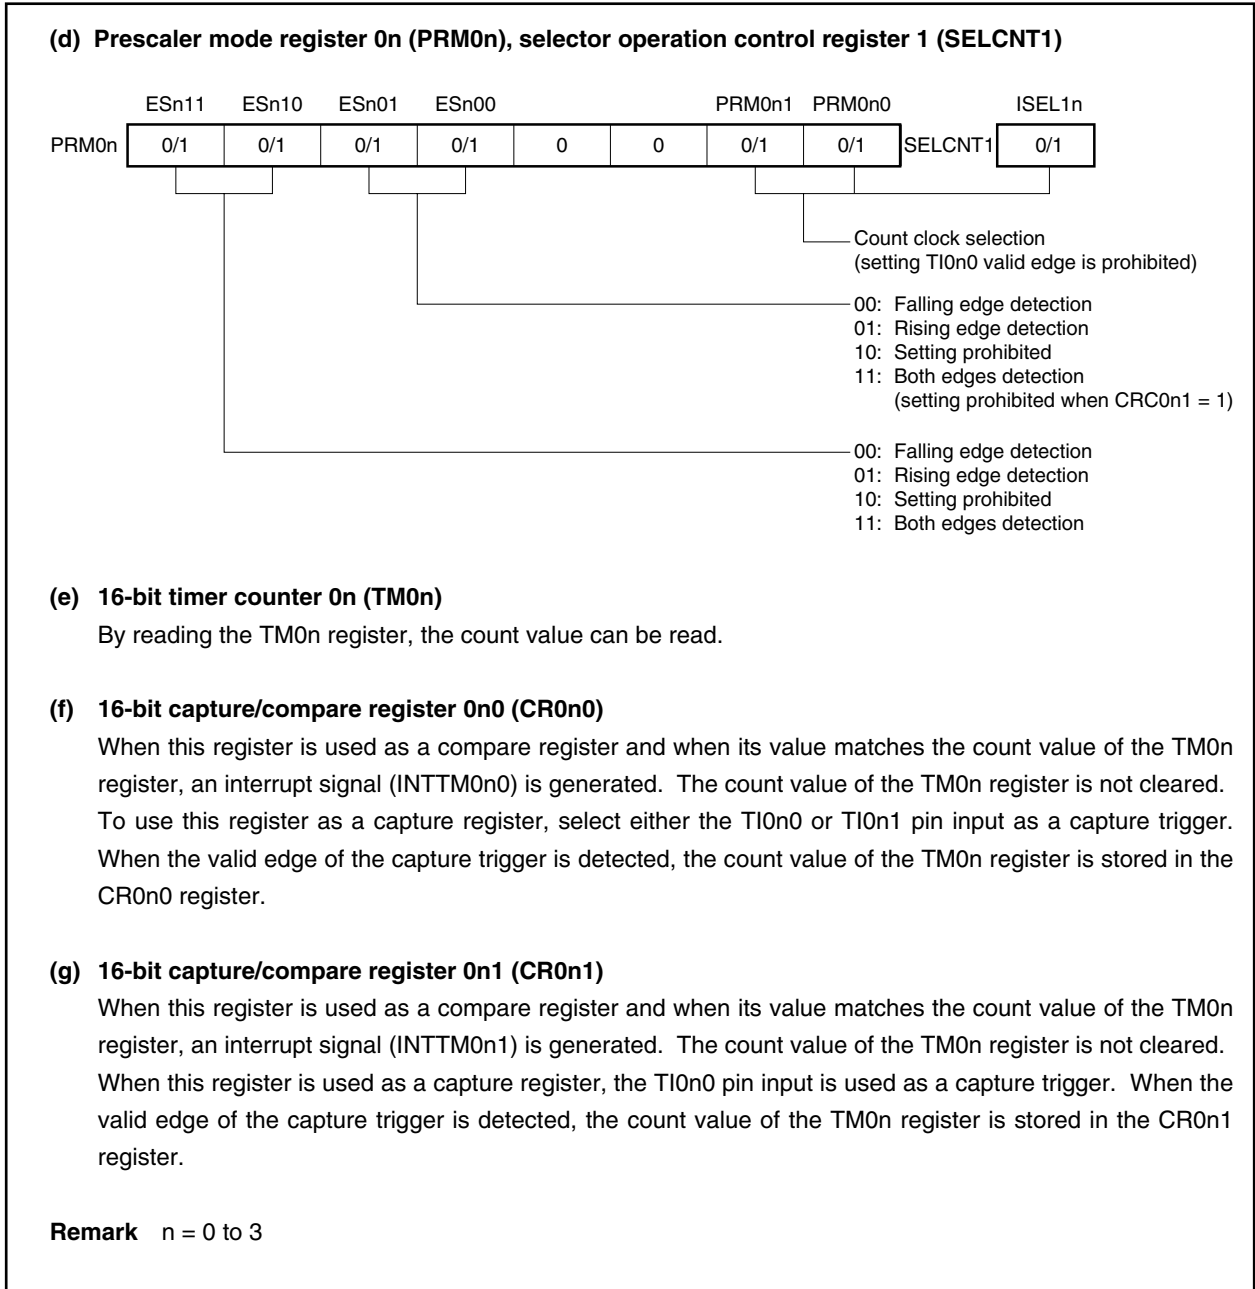 (d) Prescaler mode register 0n (PRM0n), selector operation control register 1 (SELCNT1)
ESn11 ESn10 ESn01 ESn00 PRM0n1 PRM0n0 ISEL1n
PRM0n 0/1 0/1 0/1 0/1 0 0 0/1 0/1 SELCNT1 0/1
Count clock selection
(setting TI0n0 valid edge is prohibited)
00: Falling edge detection
01: Rising edge detection
10: Setting prohibited
11: Both edges detection
(setting prohibited when CRC0n1 = 1)
00: Falling edge detection
01: Rising edge detection
10: Setting prohibited
11: Both edges detection
(e) 16-bit timer counter 0n (TM0n)
By reading the TM0n register, the count value can be read.
(f) 16-bit capture/compare register 0n0 (CR0n0)
When this register is used as a compare register and when its value matches the count value of the TM0n
register, an interrupt signal (INTTM0n0) is generated. The count value of the TM0n register is not cleared.
To use this register as a capture register, select either the TI0n0 or TI0n1 pin input as a capture trigger.
When the valid edge of the capture trigger is detected, the count value of the TM0n register is stored in the
CR0n0 register.
(g) 16-bit capture/compare register 0n1 (CR0n1)
When this register is used as a compare register and when its value matches the count value of the TM0n
register, an interrupt signal (INTTM0n1) is generated. The count value of the TM0n register is not cleared.
When this register is used as a capture register, the TI0n0 pin input is used as a capture trigger. When the
valid edge of the capture trigger is detected, the count value of the TM0n register is stored in the CR0n1
register.
Remark n = 0 to 3